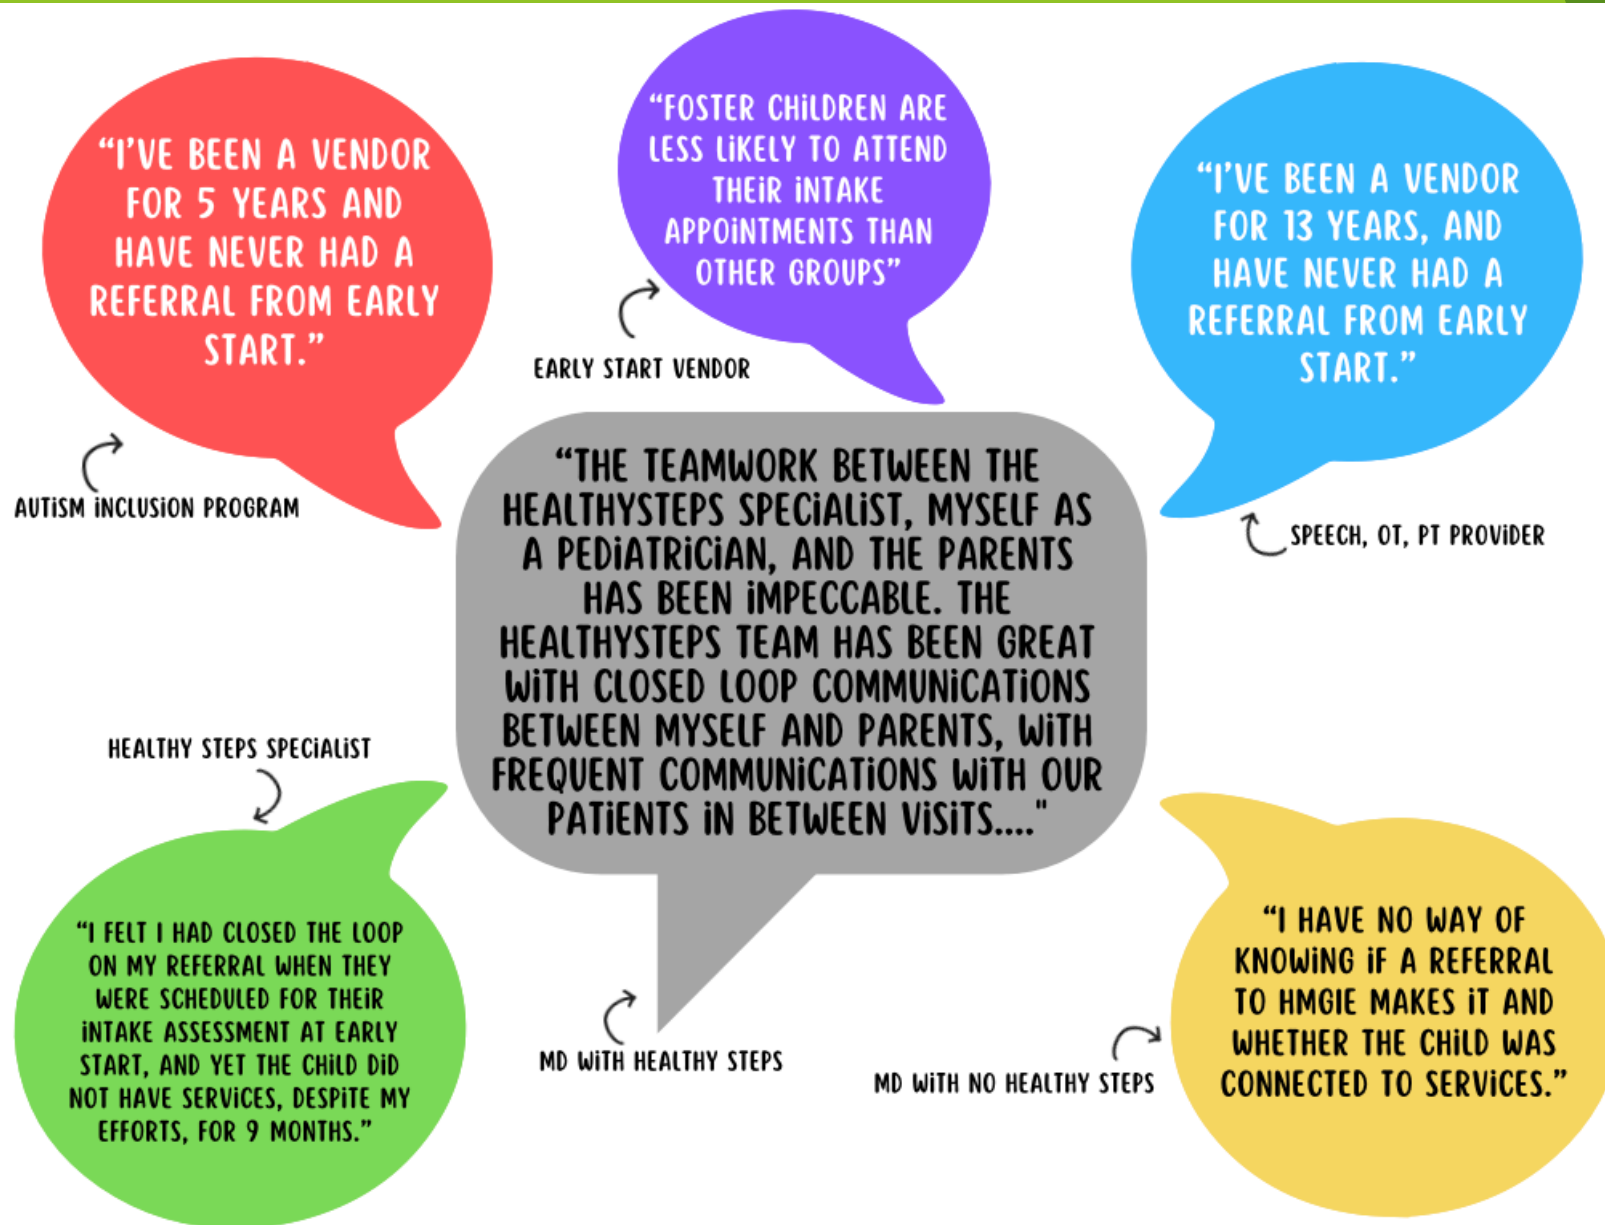 “I'VE BEEN A VENDOR
FOR 5 YEARS AND
HAVE NEVER HAD A
REFERRAL FROM EARLY
START.”
AUTiSM iNCLUSiON PROGRAM
“FOSTER CHiLDREN ARE
LESS LiKELY TO ATTEND
THEiR iNTAKE
APPOiNTMENTS THAN
OTHER GROUPS”
EARLY START VENDOR
“I'VE BEEN A VENDOR
FOR 13 YEARS, AND
HAVE NEVER HAD A
REFERRAL FROM EARLY
START.”
SPEECH, OT, PT PROViDER
“THE TEAMWORK BETWEEN THE
HEALTHYSTEPS SPECiALiST, MYSELF AS
A PEDiATRiCiAN, AND THE PARENTS
HAS BEEN iMPECCABLE. THE
HEALTHYSTEPS TEAM HAS BEEN GREAT
WiTH CLOSED LOOP COMMUNiCATiONS
BETWEEN MYSELF AND PARENTS, WiTH
FREQUENT COMMUNiCATiONS WiTH OUR
PATiENTS iN BETWEEN ViSiTS...."
MD WiTH HEALTHY STEPS
HEALTHY STEPS SPECiALiST
“I FELT I HAD CLOSED THE LOOP
ON MY REFERRAL WHEN THEY
WERE SCHEDULED FOR THEiR
iNTAKE ASSESSMENT AT EARLY
START, AND YET THE CHiLD DiD
NOT HAVE SERViCES, DESPiTE MY
EFFORTS, FOR 9 MONTHS.”
MD WiTH NO HEALTHY STEPS
“I HAVE NO WAY OF
KNOWiNG iF A REFERRAL
TO HMGIE MAKES iT AND
WHETHER THE CHiLD WAS
CONNECTED TO SERViCES.”